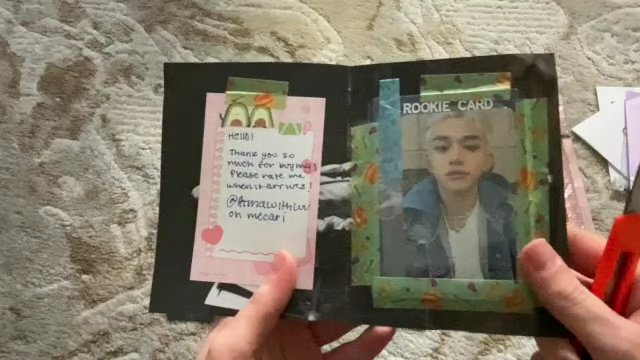 Hello!
Thank you so
much for buying!
Please rate me
when it arrives!
on mecari
ROOKIE CARD